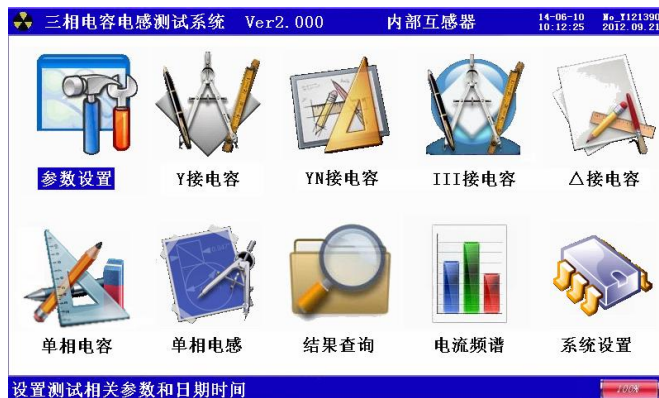 三相电容电感测试系统 Ver2.000 内部互感器 14-06-10 No_Y121390
10:12:25 2012.09.21
参数设置 Y接电容 YN接电容 III接电容 △接电容
单相电容 单相电感 结果查询 电流频谱 系统设置
设置测试相关参数和日期时间 100%